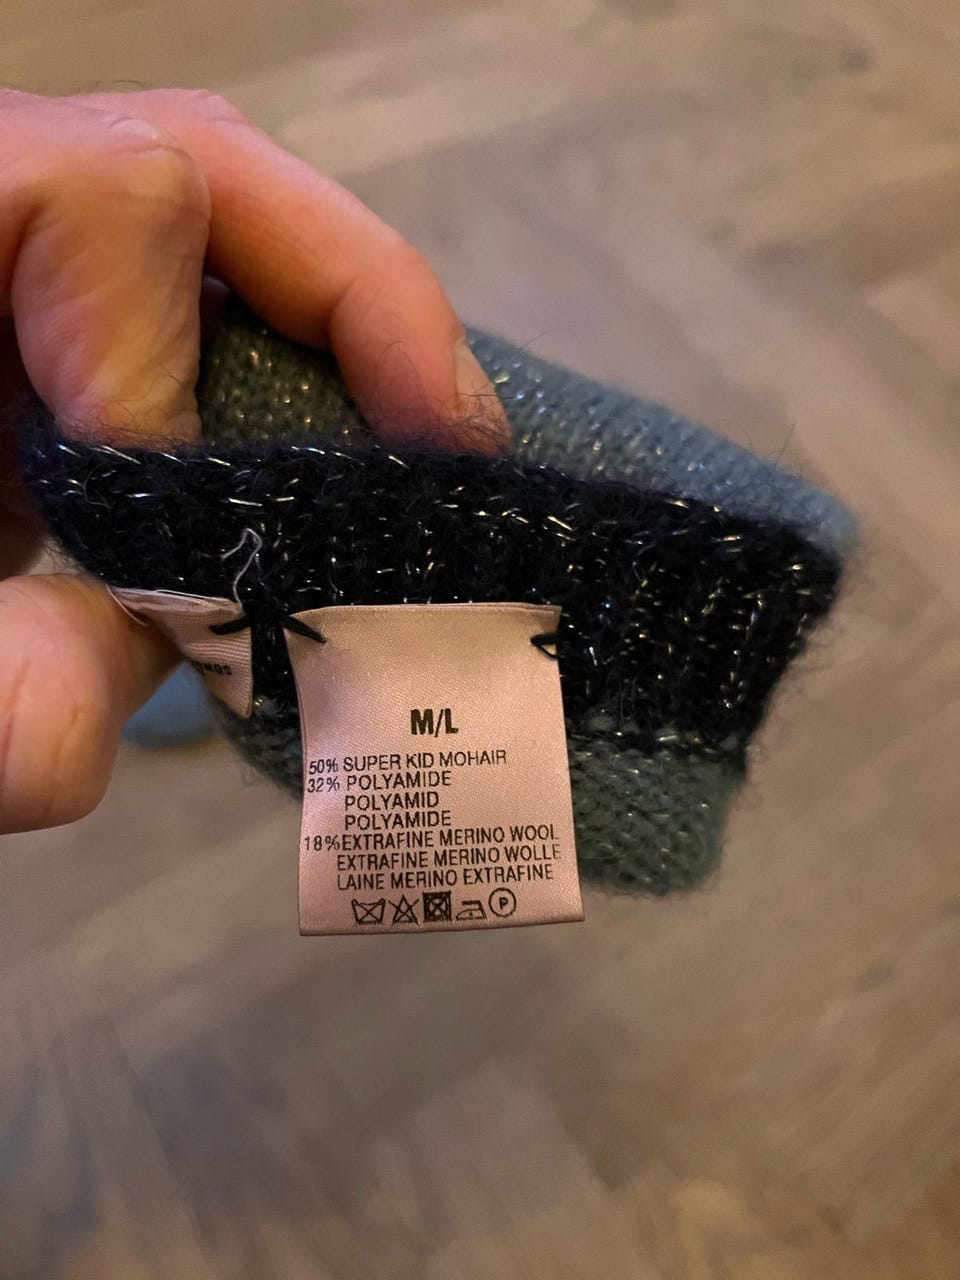 M/L
50% SUPER KID MOHAIR
32% POLYAMIDE
POLYAMID
POLYAMIDE
18% EXTRAFINE MERINO WOOL
EXTRAFINE MERINO WOLLE
LAINE MERINO EXTRAFINE
P